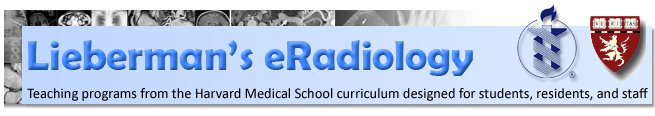 Lieberman's eRadiology
Teaching programs from the Harvard Medical School curriculum designed for students, residents, and staff